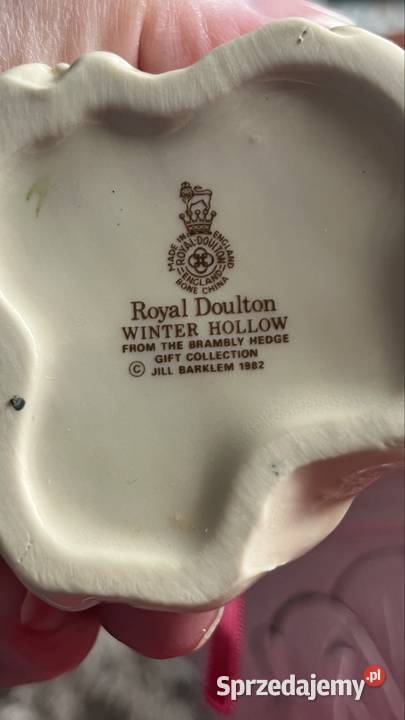 MADE IN ENGLAND
ROYAL·DOULTON
ENGLAND
BONE CHINA
Royal Doulton
WINTER HOLLOW
FROM THE BRAMBLY HEDGE
GIFT COLLECTION
© JILL BARKLEM 1982
Sprzedajemy.pl